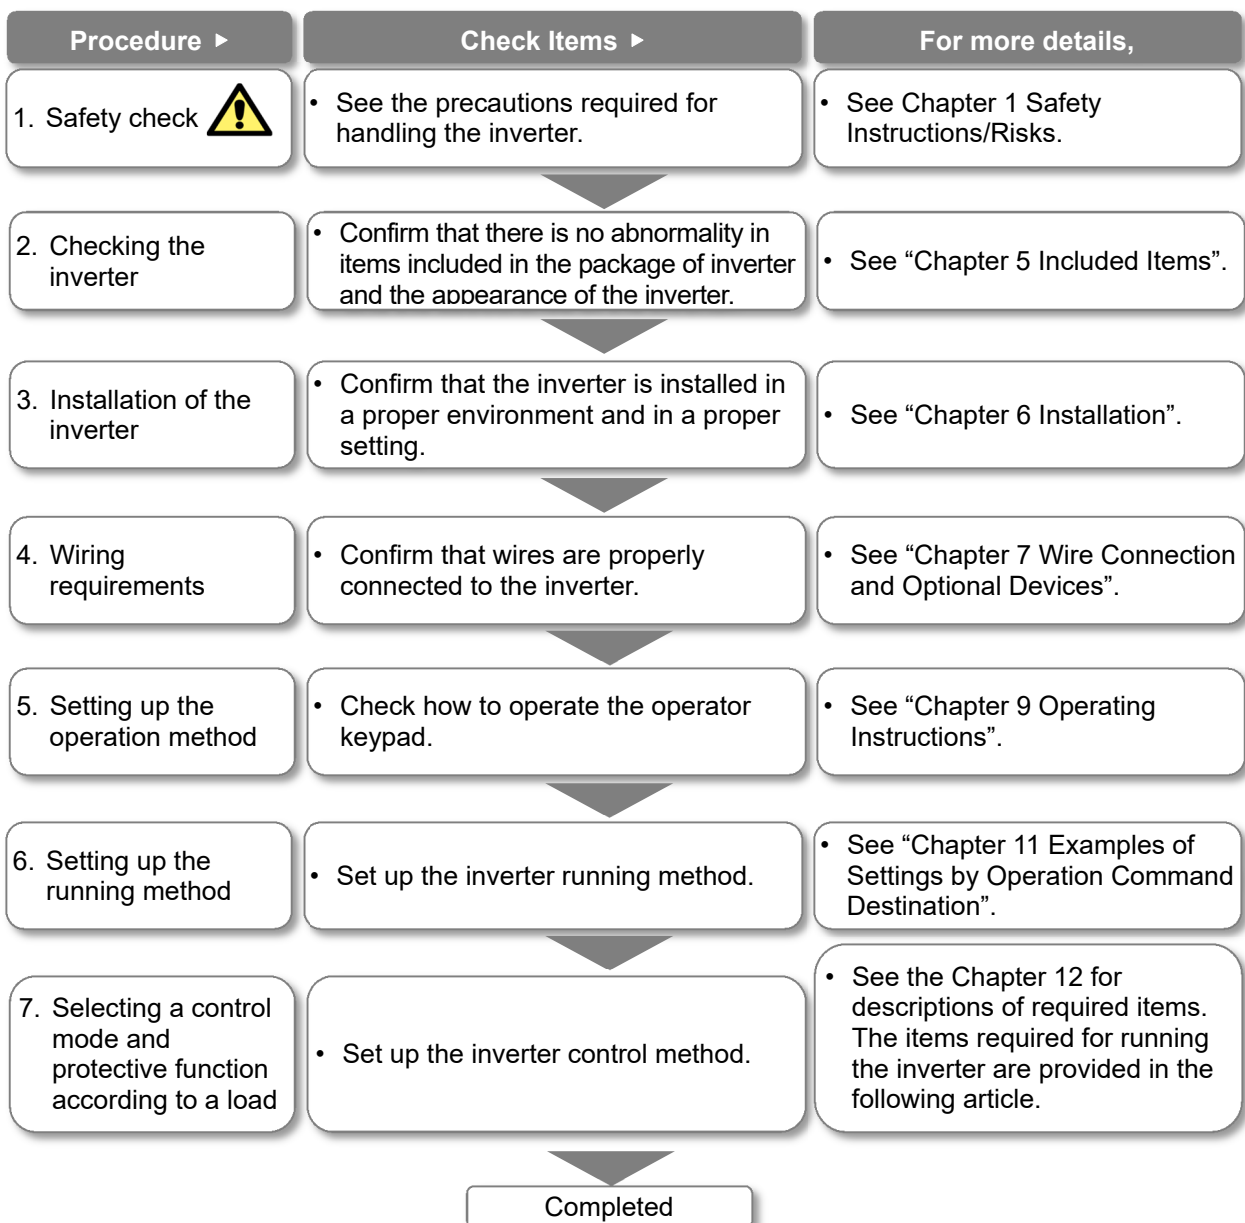 Procedure ▶
Check Items ▶
For more details,
1. Safety check
• See the precautions required for
handling the inverter.
• See Chapter 1 Safety
Instructions/Risks.
2. Checking the
inverter
• Confirm that there is no abnormality in
items included in the package of inverter
and the appearance of the inverter.
• See “Chapter 5 Included Items”.
3. Installation of the
inverter
• Confirm that the inverter is installed in
a proper environment and in a proper
setting.
• See “Chapter 6 Installation”.
4. Wiring
requirements
• Confirm that wires are properly
connected to the inverter.
• See “Chapter 7 Wire Connection
and Optional Devices”.
5. Setting up the
operation method
• Check how to operate the operator
keypad.
• See “Chapter 9 Operating
Instructions”.
6. Setting up the
running method
• Set up the inverter running method.
• See “Chapter 11 Examples of
Settings by Operation Command
Destination”.
7. Selecting a control
mode and
protective function
according to a load
• Set up the inverter control method.
• See the Chapter 12 for
descriptions of required items.
The items required for running
the inverter are provided in the
following article.
Completed